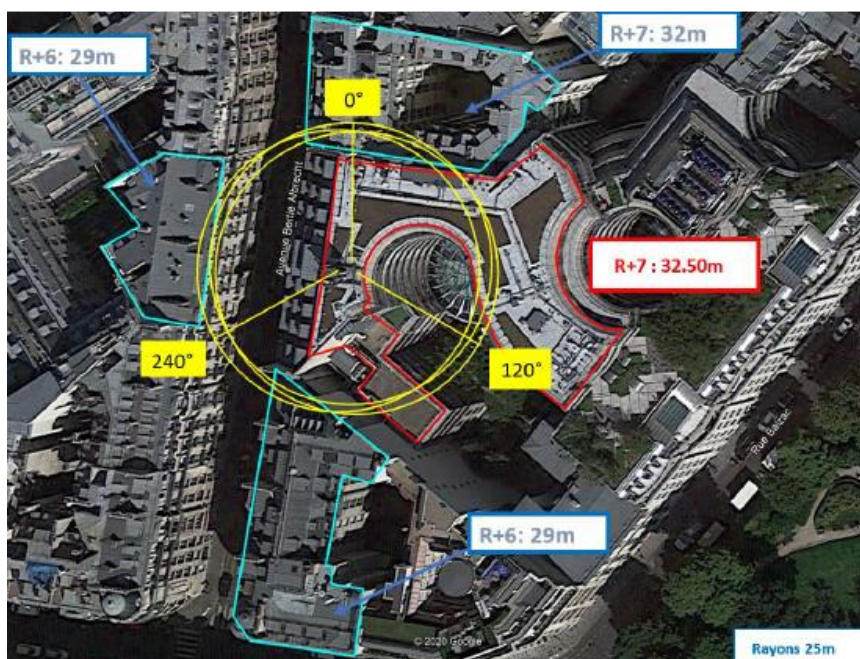 R+6: 29m
R+7: 32m
0°
Avenue Bertie Albrecht
R+7 : 32.50m
240°
120°
Rue Balzac
R+6: 29m
© 2020 Google
Rayons 25m